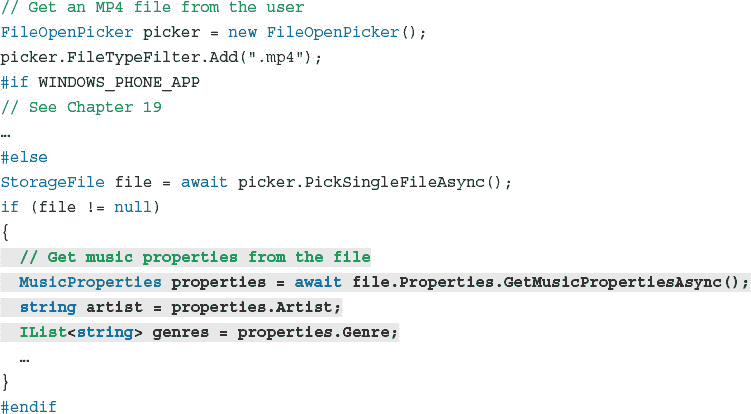 // Get an MP4 file from the user
FileOpenPicker picker = new FileOpenPicker();
picker.FileTypeFilter.Add(".mp4");
#if WINDOWS_PHONE_APP
// See Chapter 19
…
#else
StorageFile file = await picker.PickSingleFileAsync();
if (file != null)
{
  // Get music properties from the file
  MusicProperties properties = await file.Properties.GetMusicPropertiesAsync();
  string artist = properties.Artist;
  IList<string> genres = properties.Genre;
  …
}
#endif